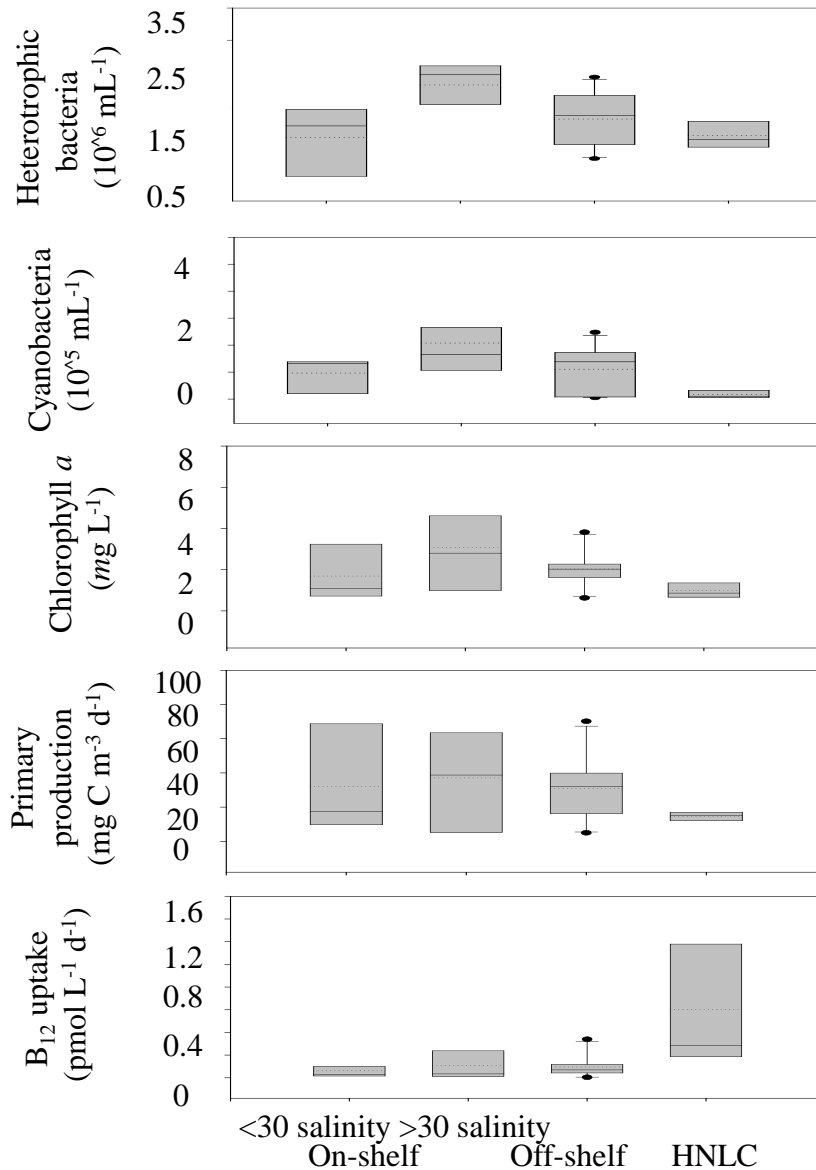 Heterotrophic
bacteria
(10^6 mL-1)
3.5
2.5
1.5
0.5
Cyanobacteria
(10^5 mL-1)
4
2
0
Chlorophyll a
(mg L-1)
8
6
4
2
0
Primary
production
(mg C m-3 d-1)
100
80
60
40
20
0
B12 uptake
(pmol L-1 d-1)
1.6
1.2
0.8
0.4
0
<30 salinity >30 salinity
On-shelf Off-shelf HNLC